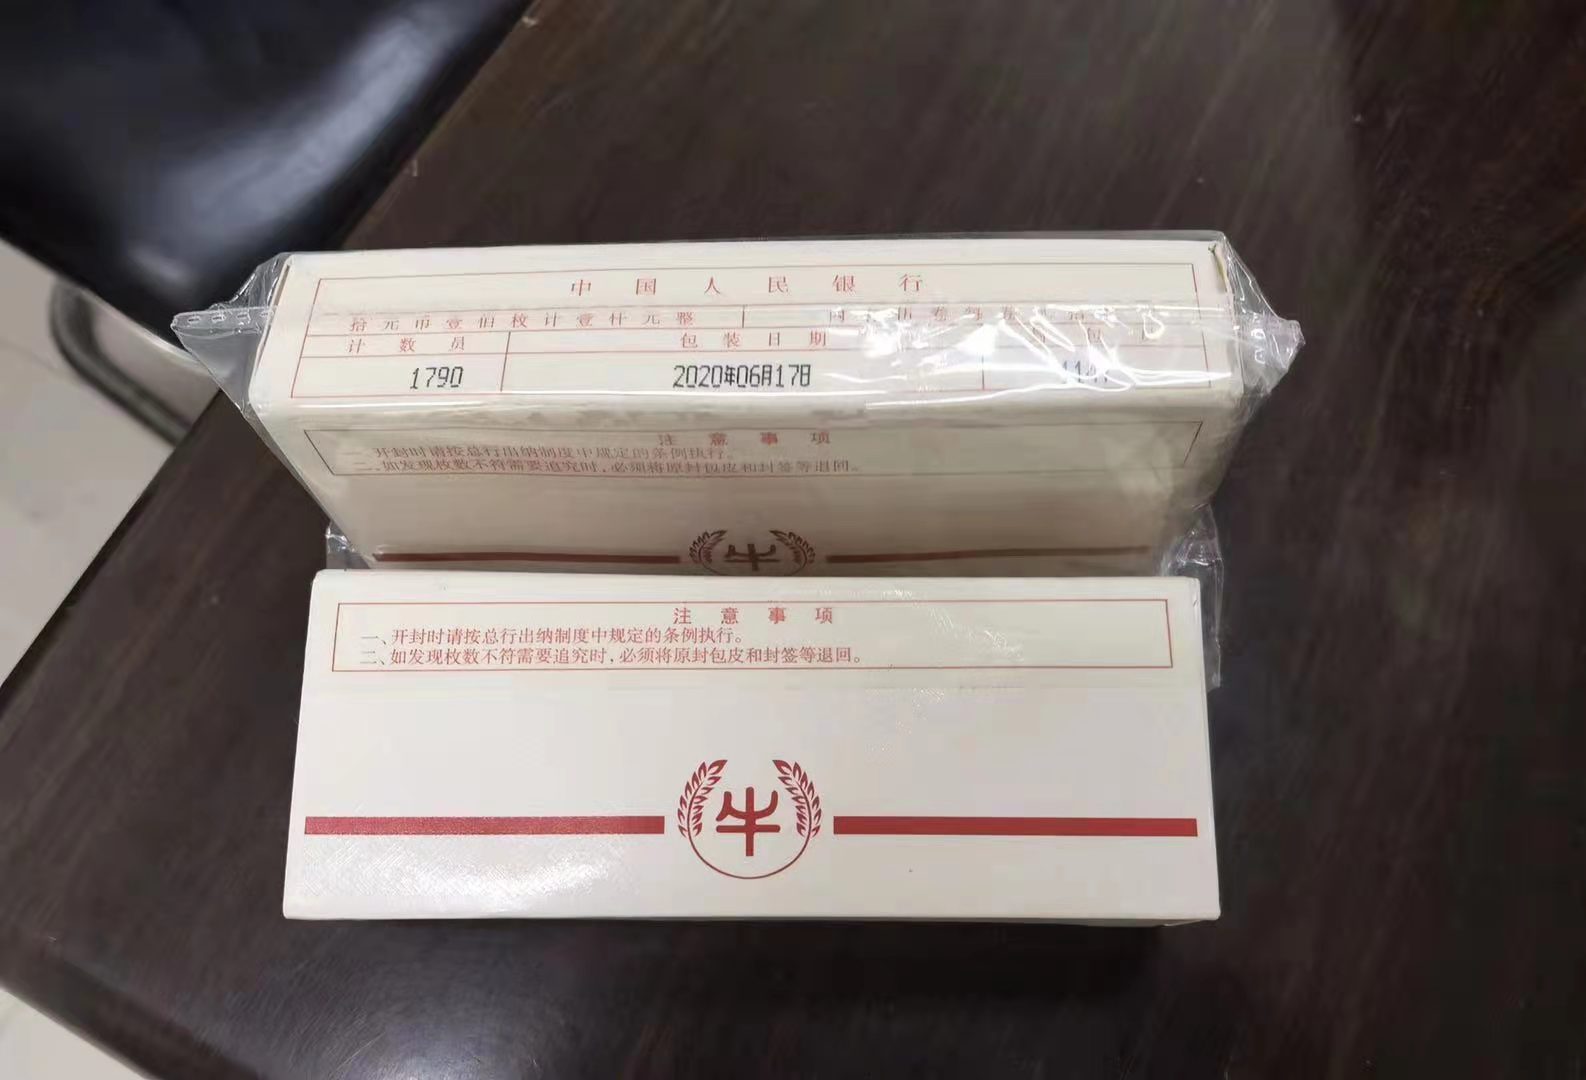 中国人民银行
拾元币壹佰枚计壹仟元整
计数员 包装日期
1790 2020年06月17日
注意事项
一、开封时请按总行出纳制度中规定的条例执行。
二、如发现枚数不符需要追究时,必须将原封包皮和封签等退回。
牛
注意事项
一、开封时请按总行出纳制度中规定的条例执行。
二、如发现枚数不符需要追究时,必须将原封包皮和封签等退回。
牛